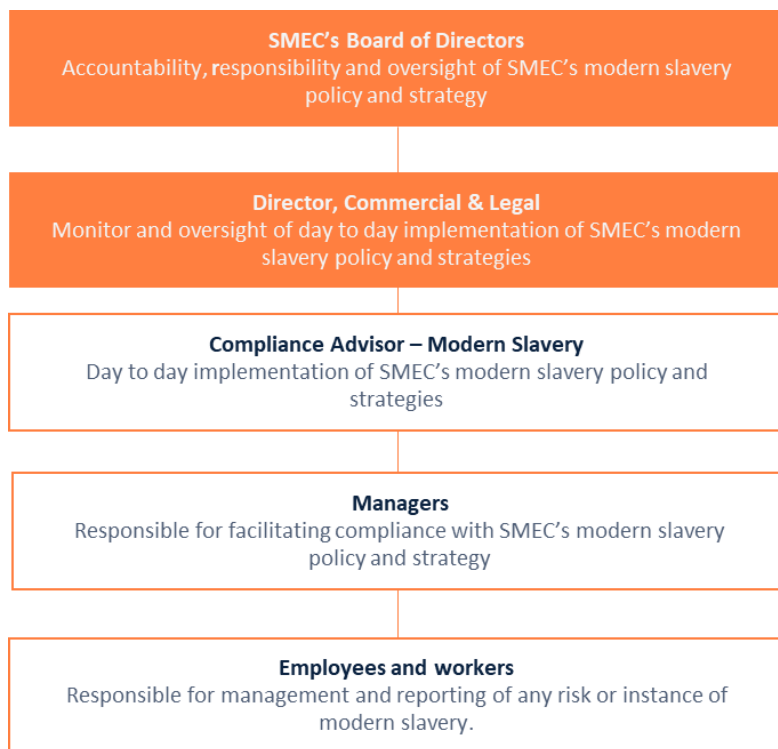 SMEC’s Board of Directors
Accountability, responsibility and oversight of SMEC’s modern slavery
policy and strategy
Director, Commercial & Legal
Monitor and oversight of day to day implementation of SMEC’s modern
slavery policy and strategies
Compliance Advisor – Modern Slavery
Day to day implementation of SMEC’s modern slavery policy and
strategies
Managers
Responsible for facilitating compliance with SMEC’s modern slavery
policy and strategy
Employees and workers
Responsible for management and reporting of any risk or instance of
modern slavery.